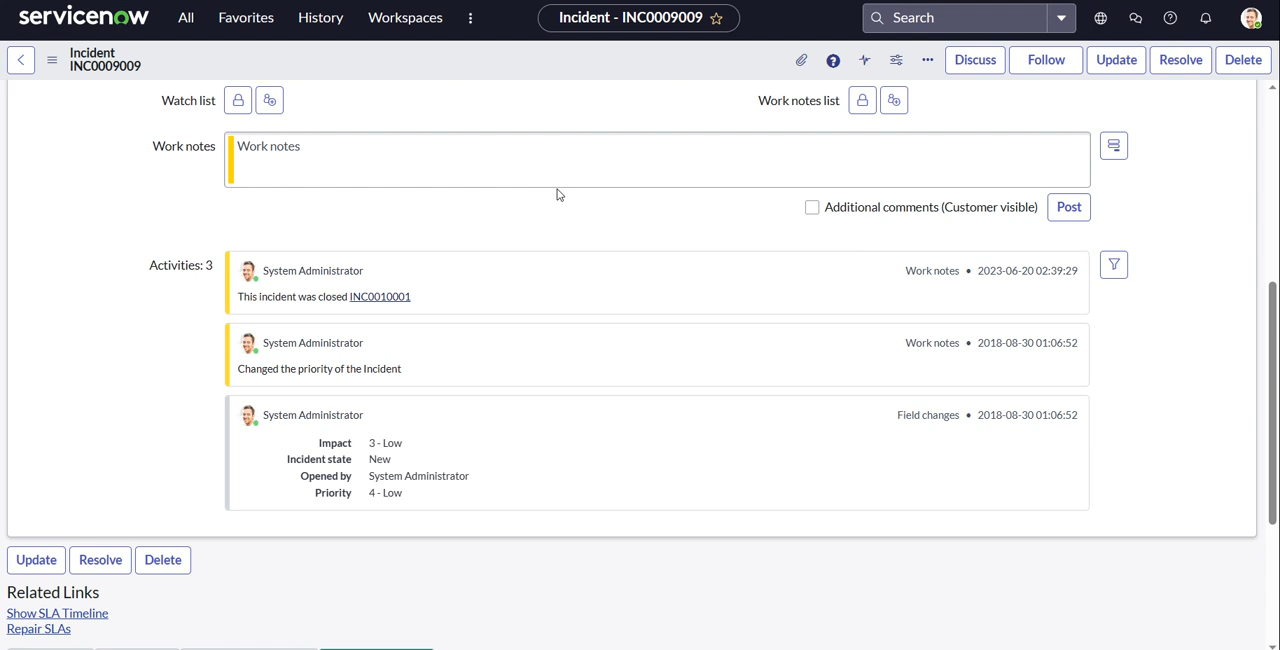 servicenow All Favorites History Workspaces Incident - INC0009009 Search
Incident
INC0009009
? Discuss Follow Update Resolve Delete
Watch list Work notes list
Work notes Work notes
Additional comments (Customer visible) Post
Activities: 3 System Administrator Work notes • 2023-06-20 02:39:29
This incident was closed INC0010001
System Administrator Work notes • 2018-08-30 01:06:52
Changed the priority of the Incident
System Administrator Field changes • 2018-08-30 01:06:52
Impact 3 - Low
Incident state New
Opened by System Administrator
Priority 4 - Low
Update Resolve Delete
Related Links
Show SLA Timeline
Repair SLAs